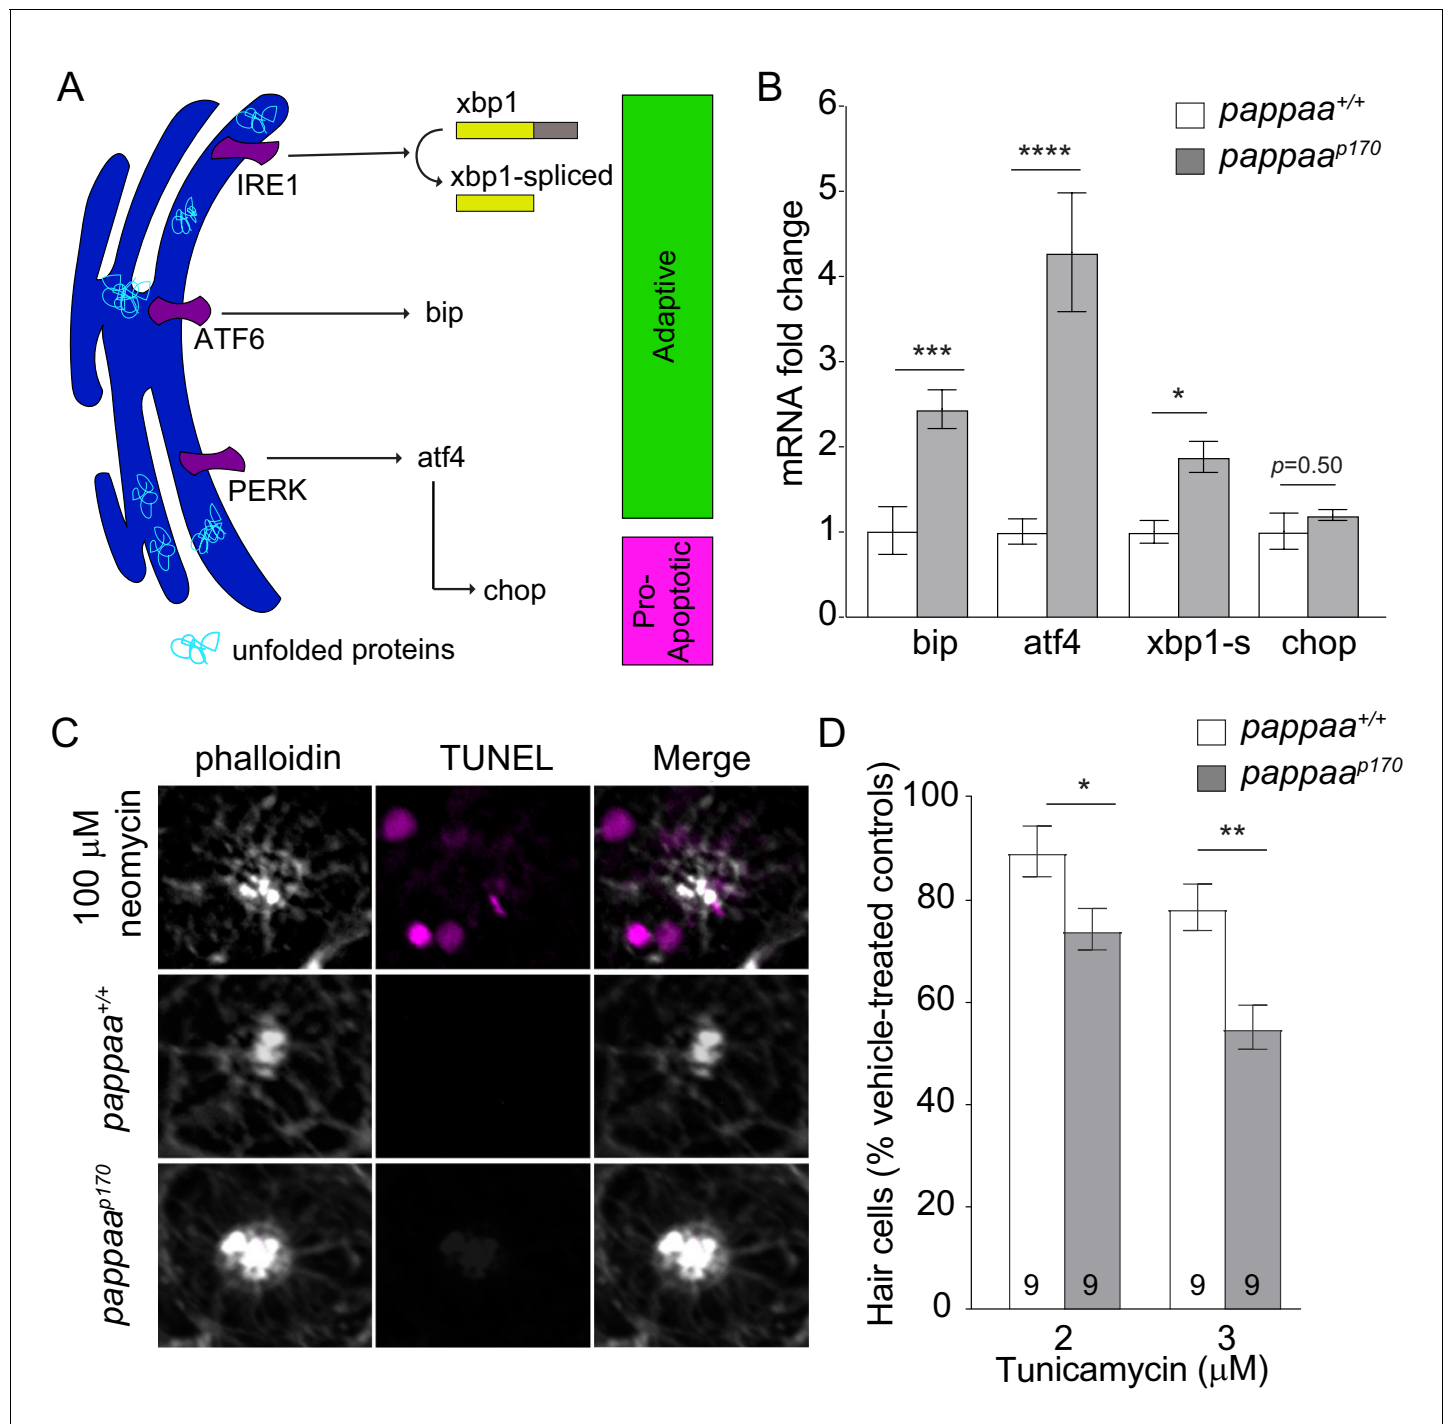 A
xbp1
xbp1-spliced
IRE1
ATF6
bip
PERK
atf4
chop
unfolded proteins
Adaptive
Pro-
Apoptotic
B
pappaa+/+
pappaap170
mRNA fold change
6
5
4
3
2
1
0
***
****
*
p=0.50
bip
atf4
xbp1-s
chop
C
phalloidin
TUNEL
Merge
100 μM
neomycin
pappaa+/+
pappaap170
D
pappaa+/+
pappaap170
Hair cells (% vehicle-treated controls)
100
80
60
40
20
0
*
**
9
9
9
9
2
3
Tunicamycin (μM)